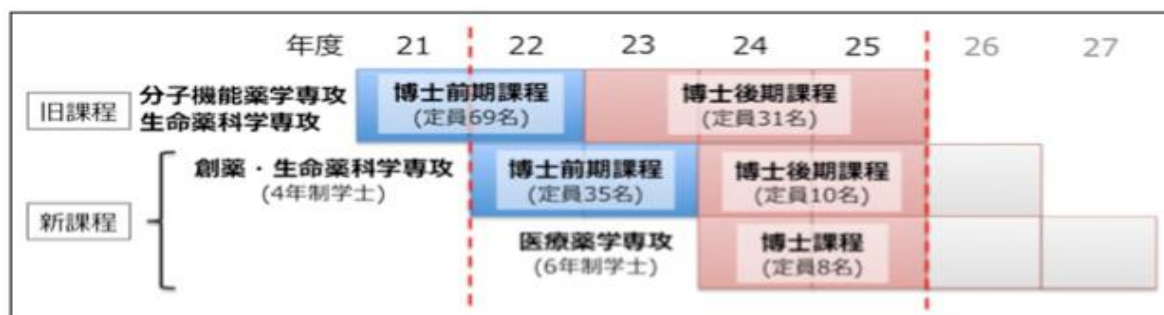 年度 21 22 23 24 25 26 27
旧課程
分子機能薬学専攻
生命薬科学専攻
博士前期課程
(定員69名)
博士後期課程
(定員31名)
新課程
創薬・生命薬科学専攻
(4年制学士)
博士前期課程
(定員35名)
博士後期課程
(定員10名)
医療薬学専攻
(6年制学士)
博士課程
(定員8名)